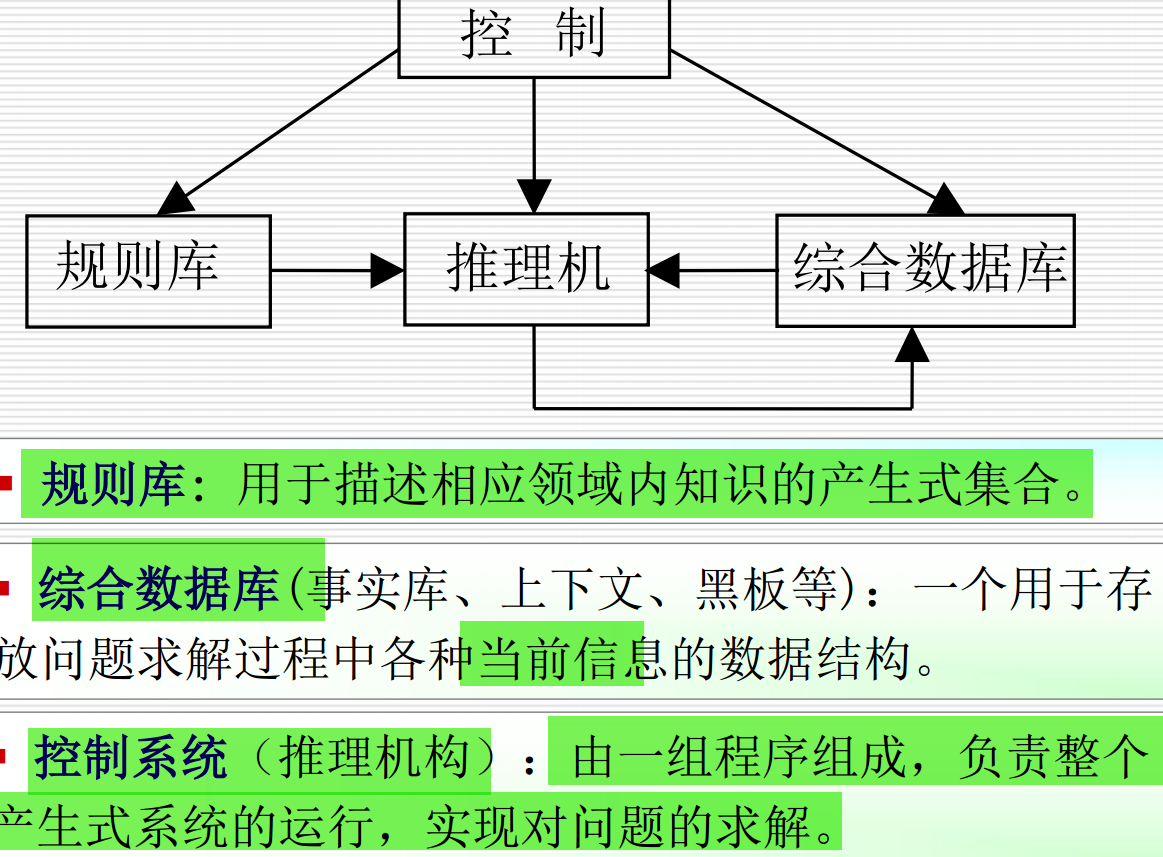 控 制
规则库 推理机 综合数据库
规则库：用于描述相应领域内知识的产生式集合。
综合数据库(事实库、上下文、黑板等)：一个用于存
放问题求解过程中各种当前信息的数据结构。
控制系统（推理机构）：由一组程序组成，负责整个
产生式系统的运行，实现对问题的求解。